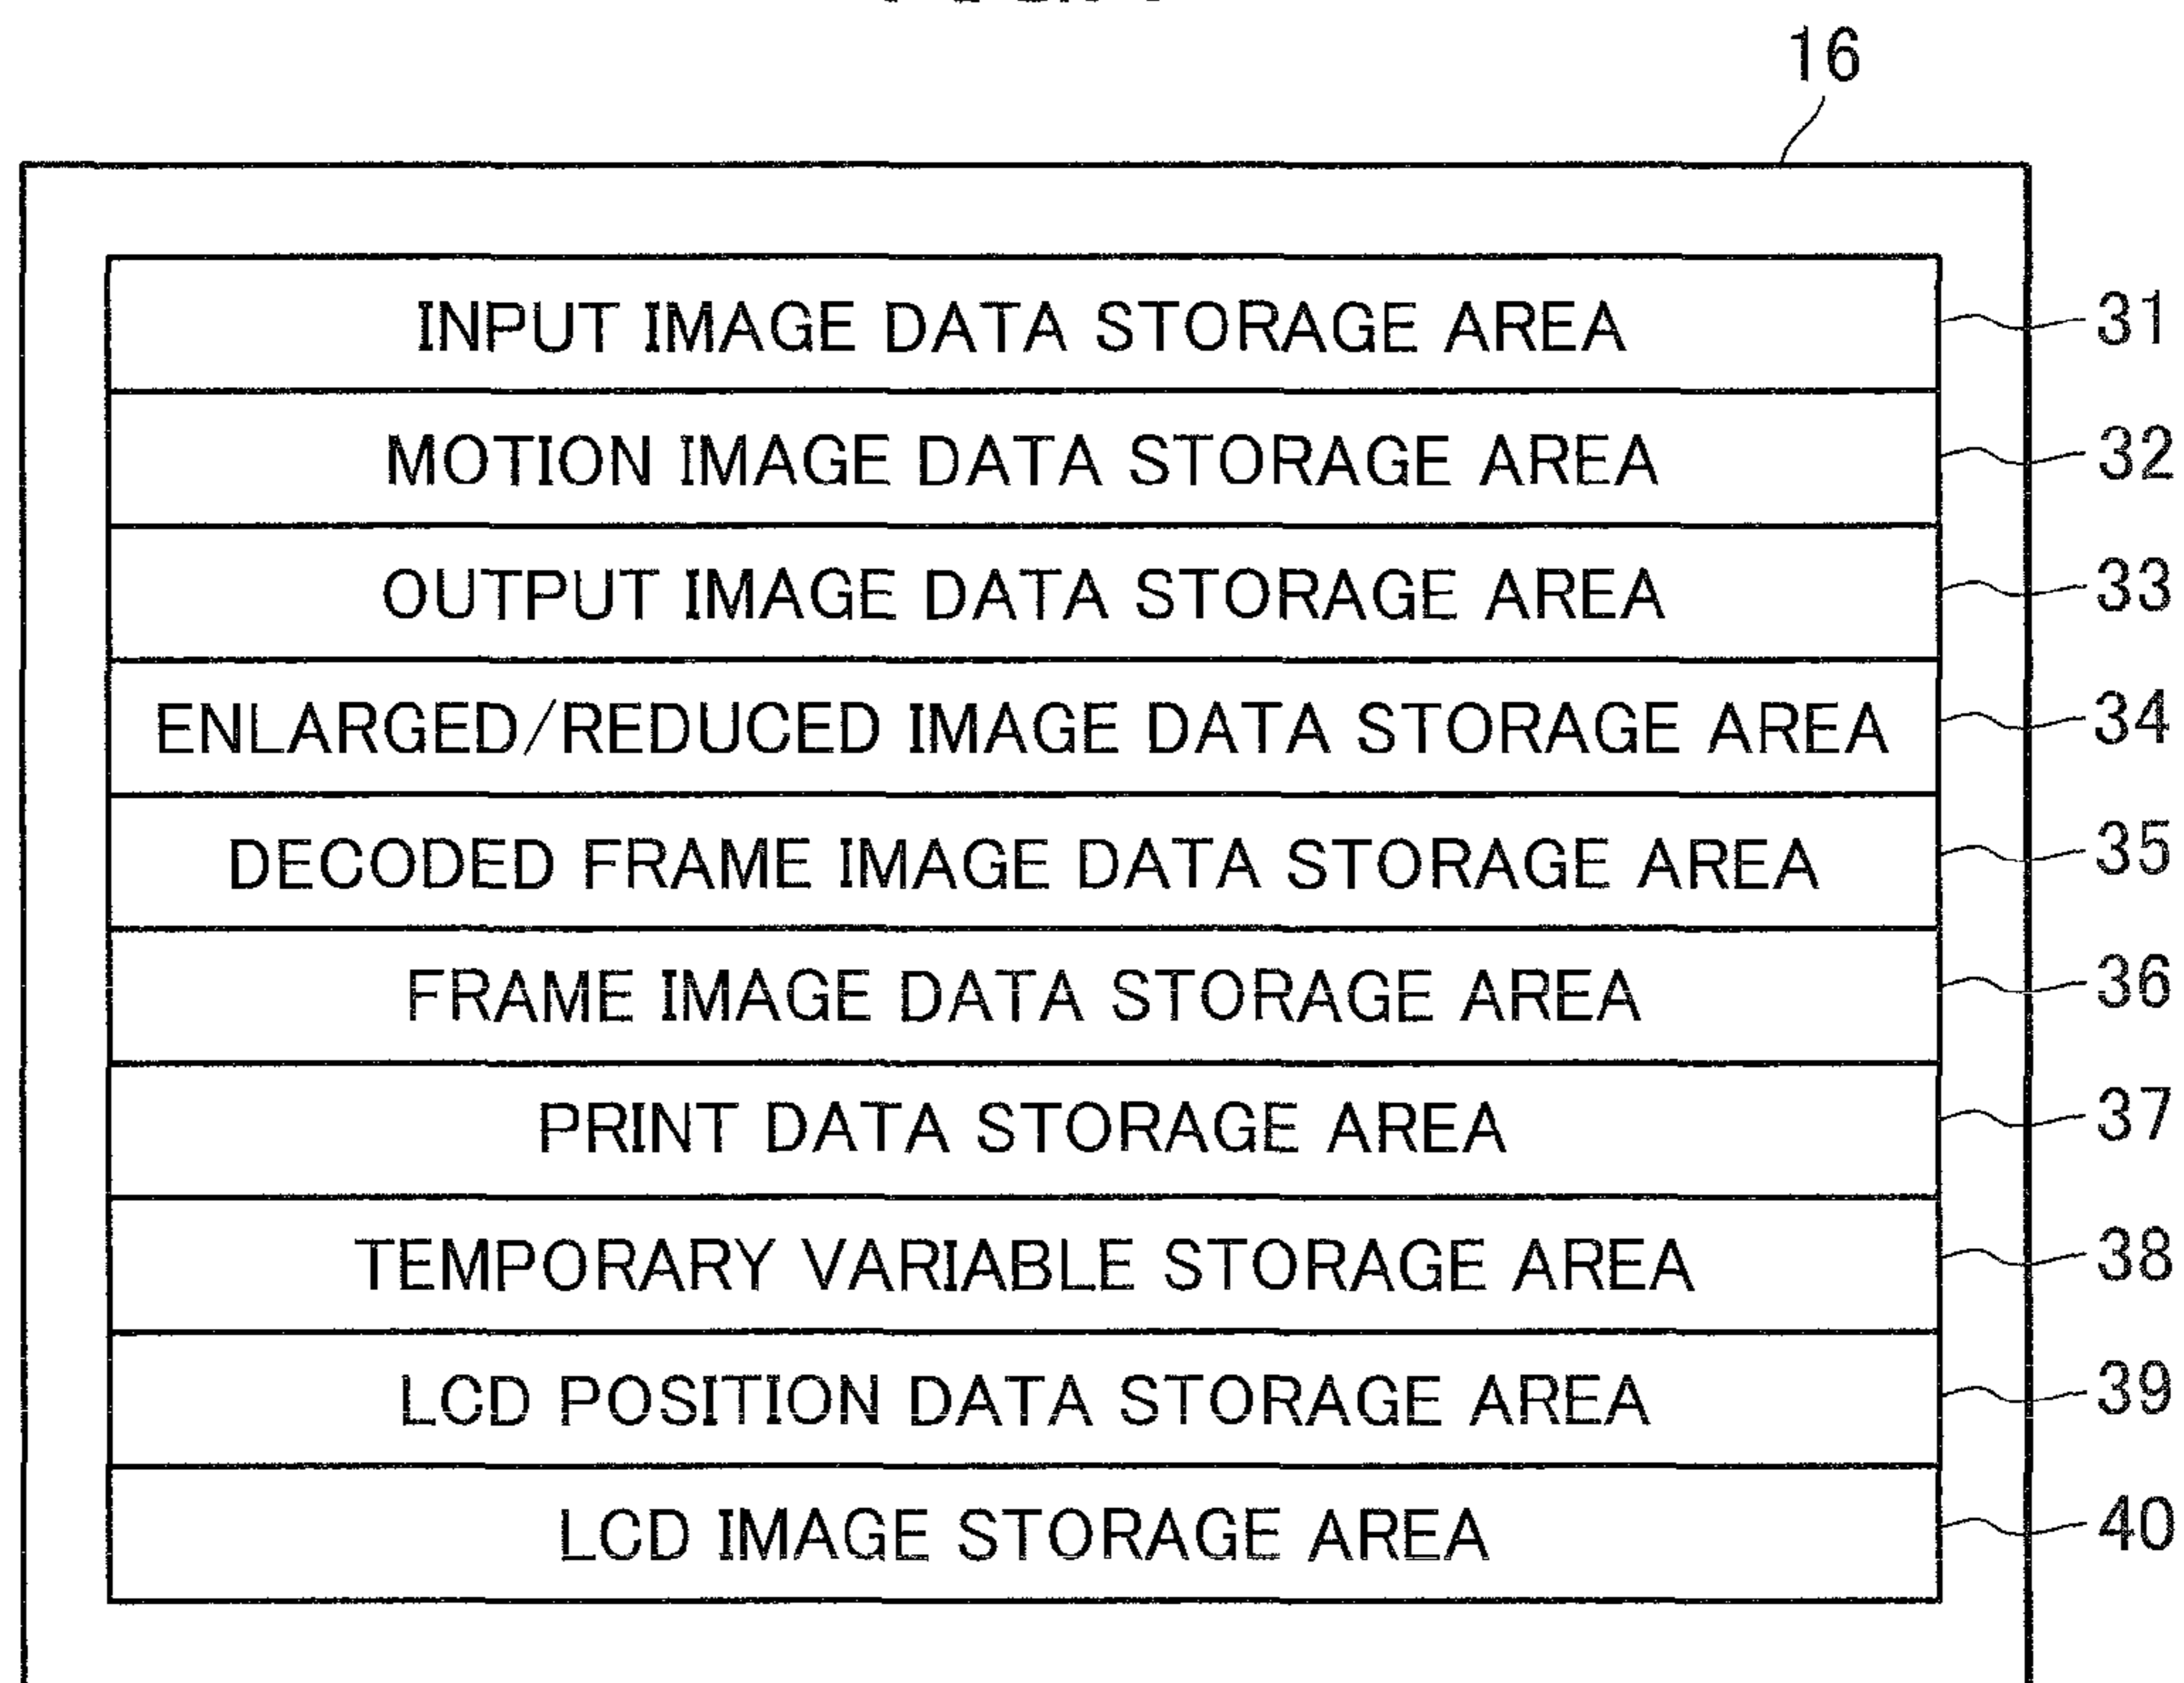 16
INPUT IMAGE DATA STORAGE AREA 31
MOTION IMAGE DATA STORAGE AREA 32
OUTPUT IMAGE DATA STORAGE AREA 33
ENLARGED/REDUCED IMAGE DATA STORAGE AREA 34
DECODED FRAME IMAGE DATA STORAGE AREA 35
FRAME IMAGE DATA STORAGE AREA 36
PRINT DATA STORAGE AREA 37
TEMPORARY VARIABLE STORAGE AREA 38
LCD POSITION DATA STORAGE AREA 39
LCD IMAGE STORAGE AREA 40